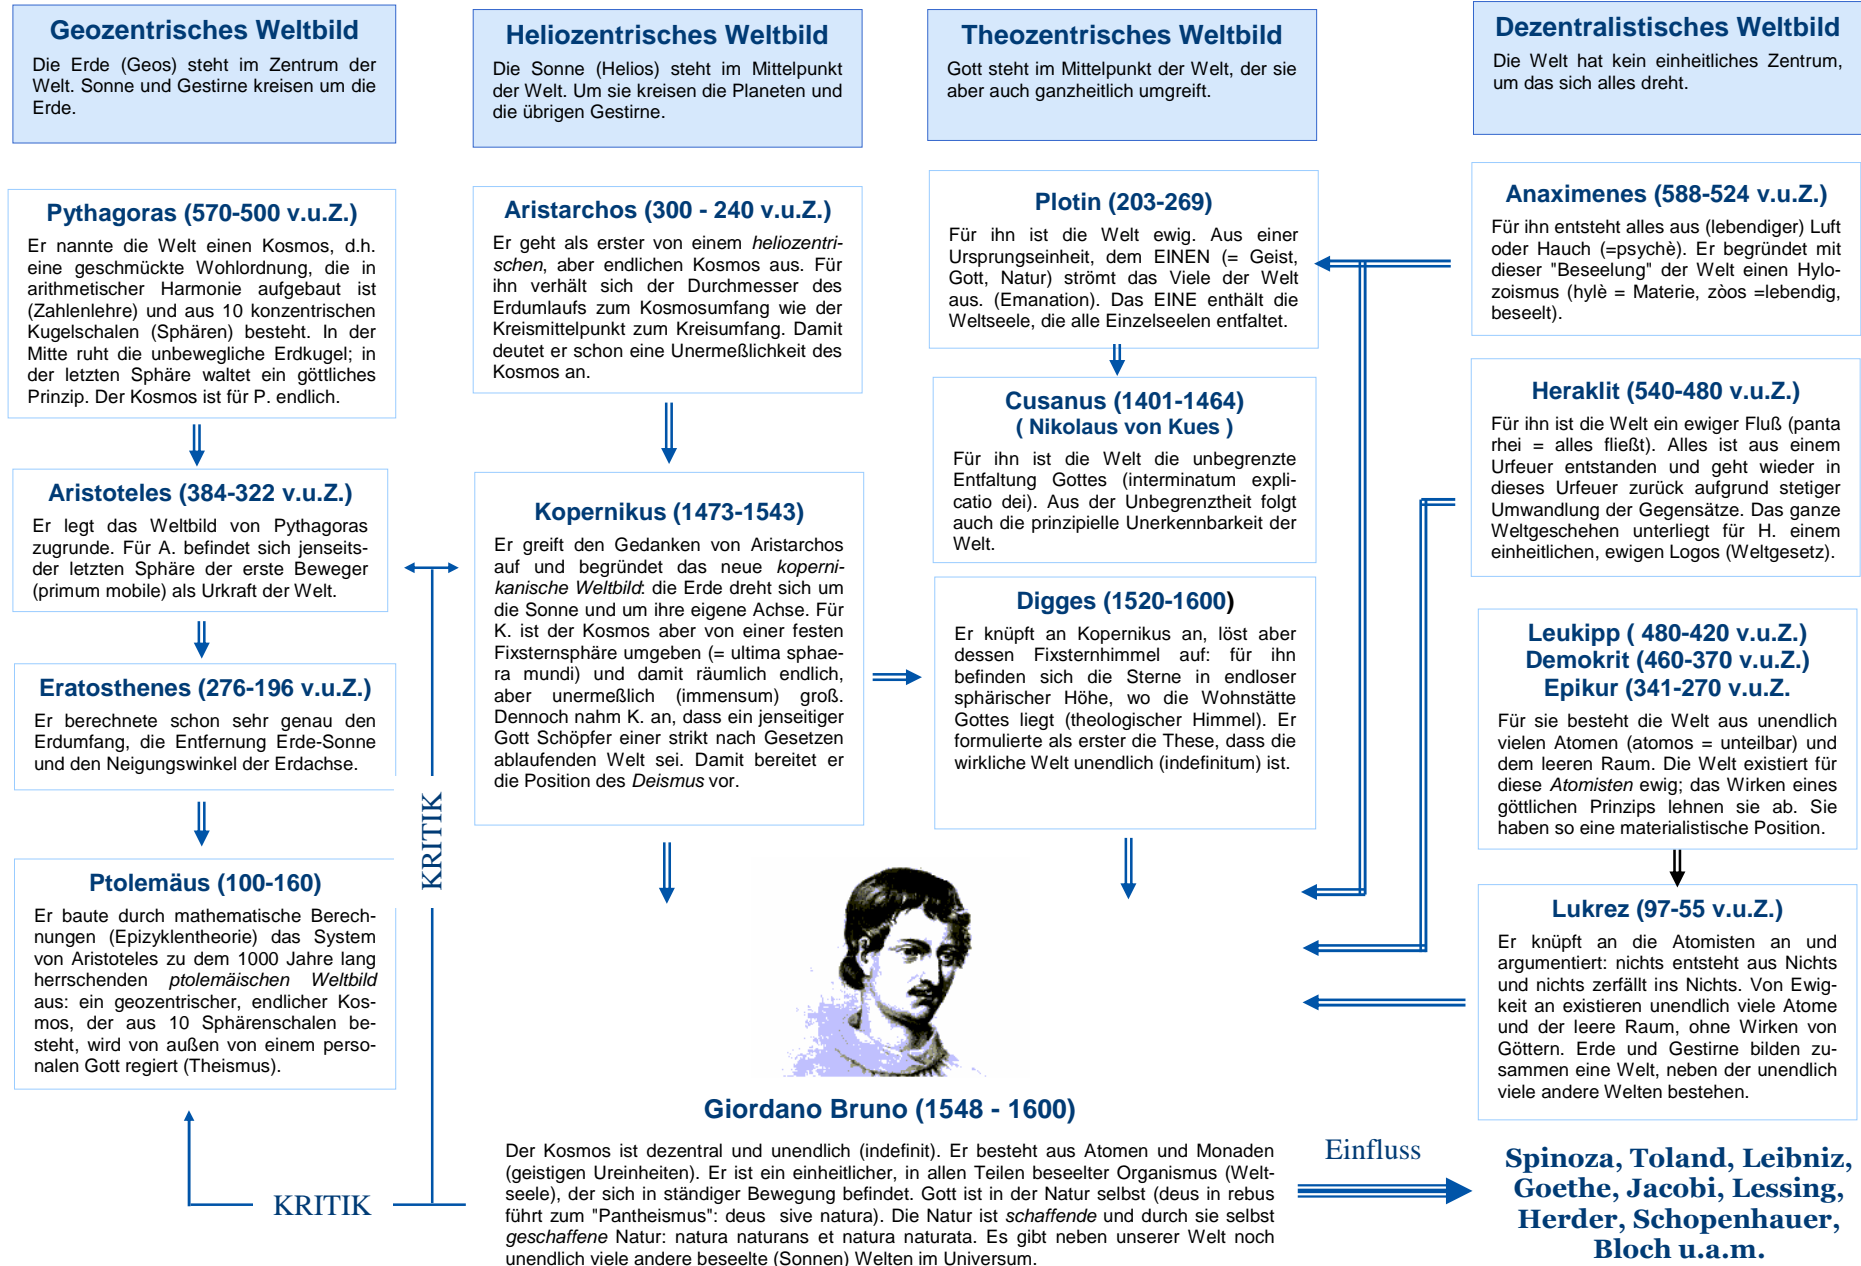 Geozentrisches Weltbild
Die Erde (Geos) steht im Zentrum der
Welt. Sonne und Gestirne kreisen um die
Erde.
Heliozentrisches Weltbild
Die Sonne (Helios) steht im Mittelpunkt
der Welt. Um sie kreisen die Planeten und
die übrigen Gestirne.
Theozentrisches Weltbild
Gott steht im Mittelpunkt der Welt, der sie
aber auch ganzheitlich umgreift.
Dezentralistisches Weltbild
Die Welt hat kein einheitliches Zentrum,
um das sich alles dreht.
Pythagoras (570-500 v.u.Z.)
Er nannte die Welt einen Kosmos, d.h.
eine geschmückte Wohlordnung, die in
arithmetischer Harmonie aufgebaut ist
(Zahlenlehre) und aus 10 konzentrischen
Kugelschalen (Sphären) besteht. In der
Mitte ruht die unbewegliche Erdkugel; in
der letzten Sphäre waltet ein göttliches
Prinzip. Der Kosmos ist für P. endlich.
Aristoteles (384-322 v.u.Z.)
Er legt das Weltbild von Pythagoras
zugrunde. Für A. befindet sich jenseits-
der letzten Sphäre der erste Beweger
(primum mobile) als Urkraft der Welt.
Eratosthenes (276-196 v.u.Z.)
Er berechnete schon sehr genau den
Erdumfang, die Entfernung Erde-Sonne
und den Neigungswinkel der Erdachse.
Ptolemäus (100-160)
Er baute durch mathematische Berech-
nungen (Epizyklentheorie) das System
von Aristoteles zu dem 1000 Jahre lang
herrschenden ptolemäischen Weltbild
aus: ein geozentrischer, endlicher Kos-
mos, der aus 10 Sphärenschalen be-
steht, wird von außen von einem perso-
nalen Gott regiert (Theismus).
KRITIK
KRITIK
Aristarchos (300 - 240 v.u.Z.)
Er geht als erster von einem heliozentri-
schen, aber endlichen Kosmos aus. Für
ihn verhält sich der Durchmesser des
Erdumlaufs zum Kosmosumfang wie der
Kreismittelpunkt zum Kreisumfang. Damit
deutet er schon eine Unermeßlichkeit des
Kosmos an.
Kopernikus (1473-1543)
Er greift den Gedanken von Aristarchos
auf und begründet das neue koperni-
kanische Weltbild: die Erde dreht sich um
die Sonne und um ihre eigene Achse. Für
K. ist der Kosmos aber von einer festen
Fixsternsphäre umgeben (= ultima sphae-
ra mundi) und damit räumlich endlich,
aber unermeßlich (immensum) groß.
Dennoch nahm K. an, dass ein jenseitiger
Gott Schöpfer einer strikt nach Gesetzen
ablaufenden Welt sei. Damit bereitet er
die Position des Deismus vor.
Plotin (203-269)
Für ihn ist die Welt ewig. Aus einer
Ursprungseinheit, dem EINEN (= Geist,
Gott, Natur) strömt das Viele der Welt
aus. (Emanation). Das EINE enthält die
Weltseele, die alle Einzelseelen entfaltet.
Cusanus (1401-1464)
( Nikolaus von Kues )
Für ihn ist die Welt die unbegrenzte
Entfaltung Gottes (interminatum expli-
catio dei). Aus der Unbegrenztheit folgt
auch die prinzipielle Unerkennbarkeit der
Welt.
Digges (1520-1600)
Er knüpft an Kopernikus an, löst aber
dessen Fixsternhimmel auf: für ihn
befinden sich die Sterne in endloser
sphärischer Höhe, wo die Wohnstätte
Gottes liegt (theologischer Himmel). Er
formulierte als erster die These, dass die
wirkliche Welt unendlich (indefinitum) ist.
Anaximenes (588-524 v.u.Z.)
Für ihn entsteht alles aus (lebendiger) Luft
oder Hauch (=psychè). Er begründet mit
dieser "Beseelung" der Welt einen Hylo-
zoismus (hylè = Materie, zòos =lebendig,
beseelt).
Heraklit (540-480 v.u.Z.)
Für ihn ist die Welt ein ewiger Fluß (panta
rhei = alles fließt). Alles ist aus einem
Urfeuer entstanden und geht wieder in
dieses Urfeuer zurück aufgrund stetiger
Umwandlung der Gegensätze. Das ganze
Weltgeschehen unterliegt für H. einem
einheitlichen, ewigen Logos (Weltgesetz).
Leukipp ( 480-420 v.u.Z.)
Demokrit (460-370 v.u.Z.)
Epikur (341-270 v.u.Z.
Für sie besteht die Welt aus unendlich
vielen Atomen (atomos = unteilbar) und
dem leeren Raum. Die Welt existiert für
diese Atomisten ewig; das Wirken eines
göttlichen Prinzips lehnen sie ab. Sie
haben so eine materialistische Position.
Lukrez (97-55 v.u.Z.)
Er knüpft an die Atomisten an und
argumentiert: nichts entsteht aus Nichts
und nichts zerfällt ins Nichts. Von Ewig-
keit an existieren unendlich viele Atome
und der leere Raum, ohne Wirken von
Göttern. Erde und Gestirne bilden zu-
sammen eine Welt, neben der unendlich
viele andere Welten bestehen.
Giordano Bruno (1548 - 1600)
Der Kosmos ist dezentral und unendlich (indefinit). Er besteht aus Atomen und Monaden
(geistigen Ureinheiten). Er ist ein einheitlicher, in allen Teilen beseelter Organismus (Welt-
seele), der sich in ständiger Bewegung befindet. Gott ist in der Natur selbst (deus in rebus
führt zum "Pantheismus": deus sive natura). Die Natur ist schaffende und durch sie selbst
geschaffene Natur: natura naturans et natura naturata. Es gibt neben unserer Welt noch
unendlich viele andere beseelte (Sonnen) Welten im Universum.
Einfluss
Spinoza, Toland, Leibniz,
Goethe, Jacobi, Lessing,
Herder, Schopenhauer,
Bloch u.a.m.